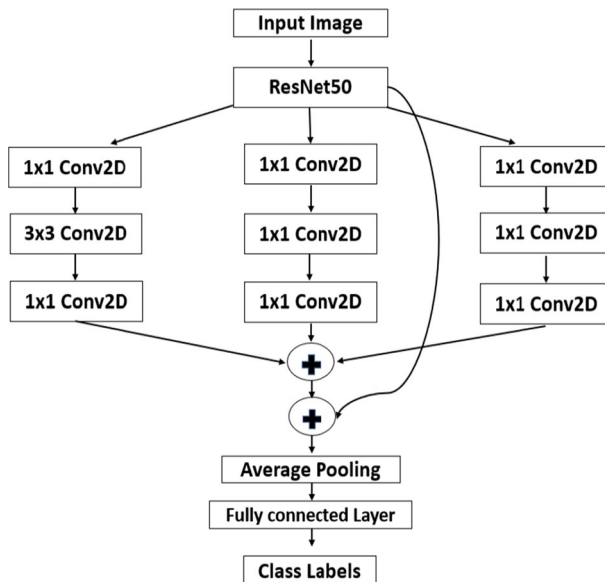 Input Image
ResNet50
1x1 Conv2D
1x1 Conv2D
1x1 Conv2D
3x3 Conv2D
1x1 Conv2D
1x1 Conv2D
1x1 Conv2D
1x1 Conv2D
1x1 Conv2D
+
+
Average Pooling
Fully connected Layer
Class Labels